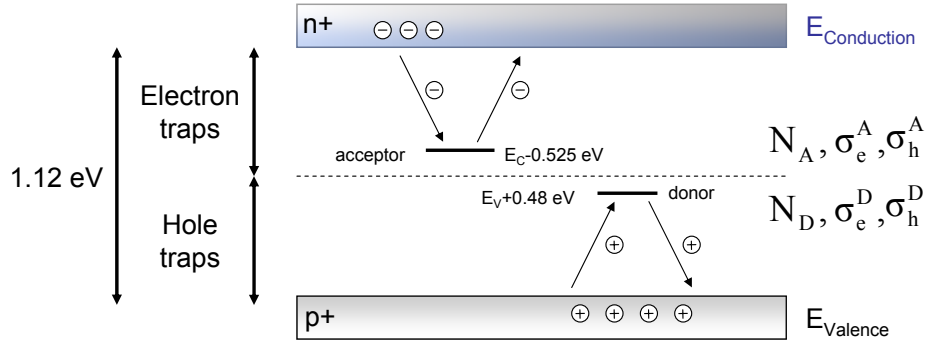 n+
⊖ ⊖ ⊖
E_Conduction
Electron
traps
⊖ ⊖
acceptor
E_C-0.525 eV
N_A, σ_e^A, σ_h^A
1.12 eV
E_V+0.48 eV
donor
N_D, σ_e^D, σ_h^D
Hole
traps
⊕ ⊕
p+
⊕ ⊕ ⊕ ⊕
E_Valence